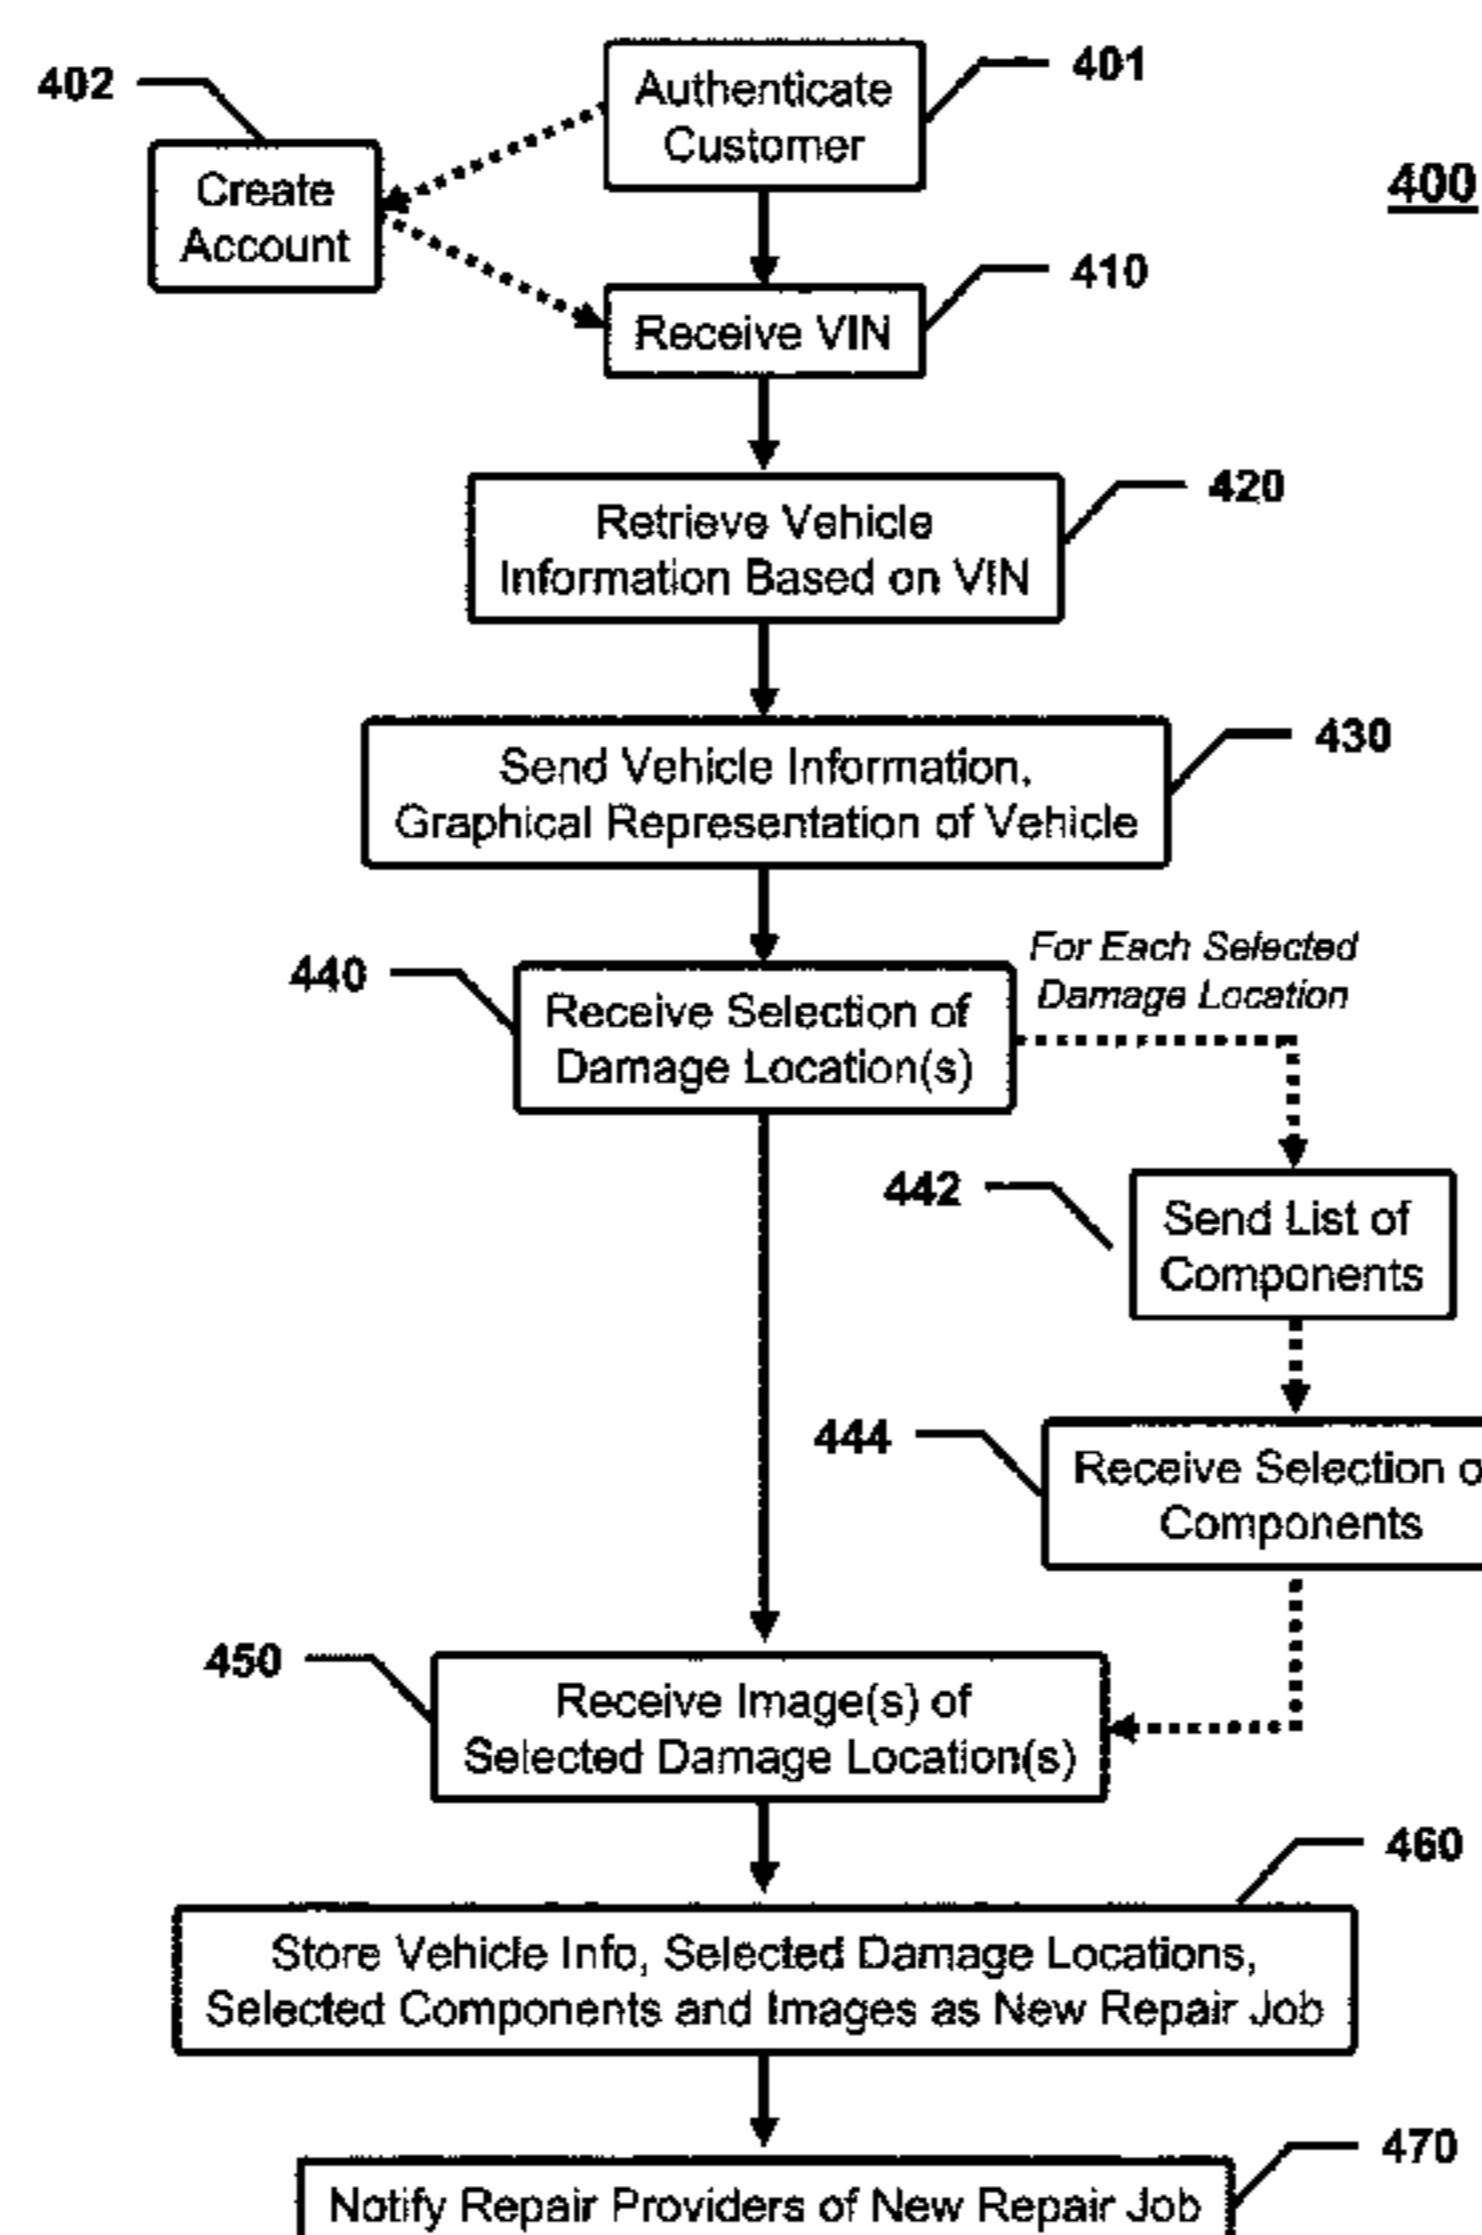 402
401
Authenticate
Customer
Create
Account
400
410
Receive VIN
420
Retrieve Vehicle
Information Based on VIN
430
Send Vehicle Information,
Graphical Representation of Vehicle
440
For Each Selected
Damage Location
Receive Selection of
Damage Location(s)
442
Send List of
Components
444
Receive Selection o
Components
450
Receive Image(s) of
Selected Damage Location(s)
460
Store Vehicle Info, Selected Damage Locations,
Selected Components and Images as New Repair Job
470
Notify Repair Providers of New Repair Job